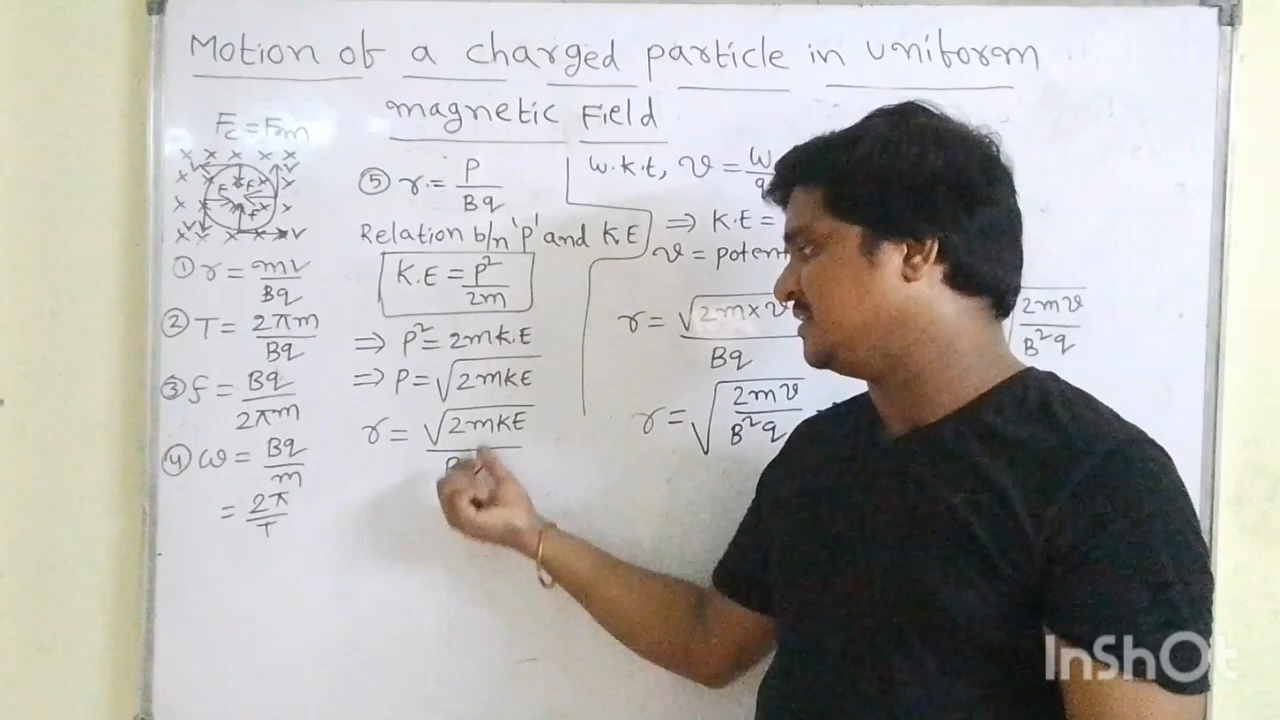 Motion of a charged particle in uniform
magnetic Field
Fc = Fm
① r = mv/Bq
② T = 2πm/Bq
③ f = Bq/2πm
④ ω = Bq/m
= 2π/T
⑤ r = P/Bq
Relation b/n 'p' and K.E
K.E = P²/2m
⇒ P² = 2mK.E
⇒ P = √2mKE
r = √2mKE
w.k.t, V = W/q
⇒ K.E =
V =
r = √2m×V
Bq
√2mV/B²q
r = √2mV/B²q
InShOt